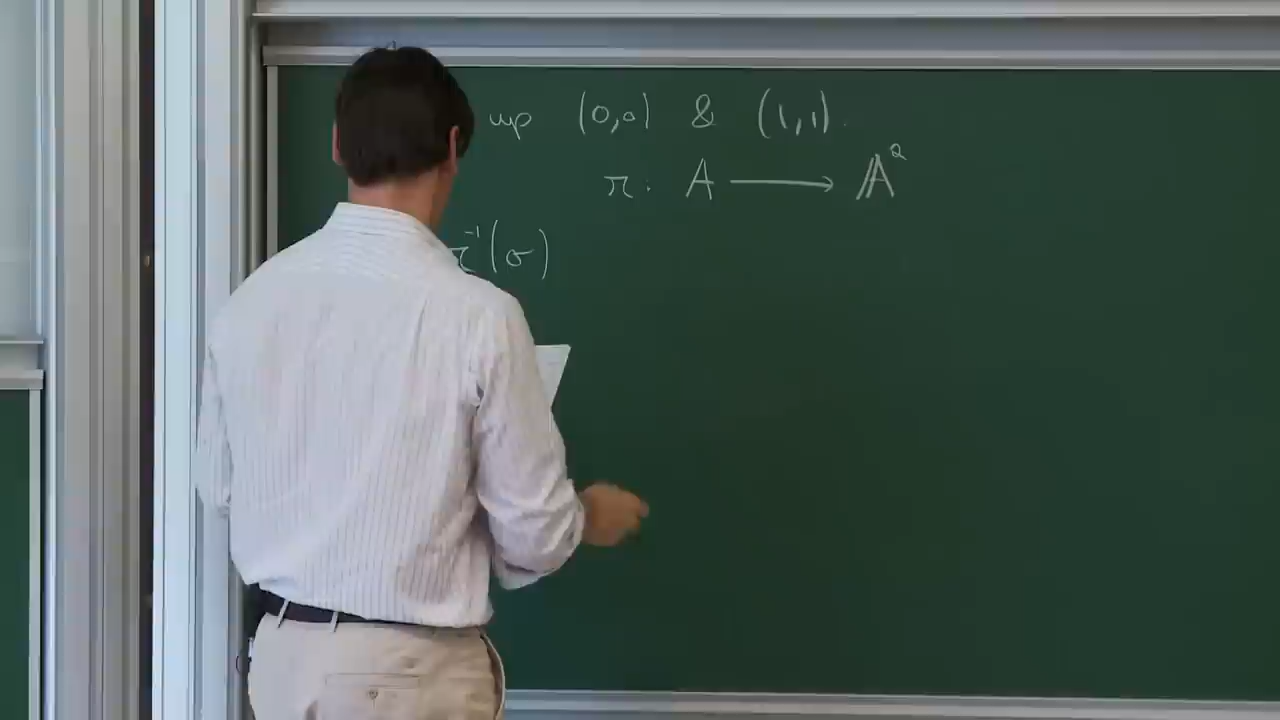 up (0,0) & (1,1).
π: A ⟶ 𝔸²
π⁻¹(σ)